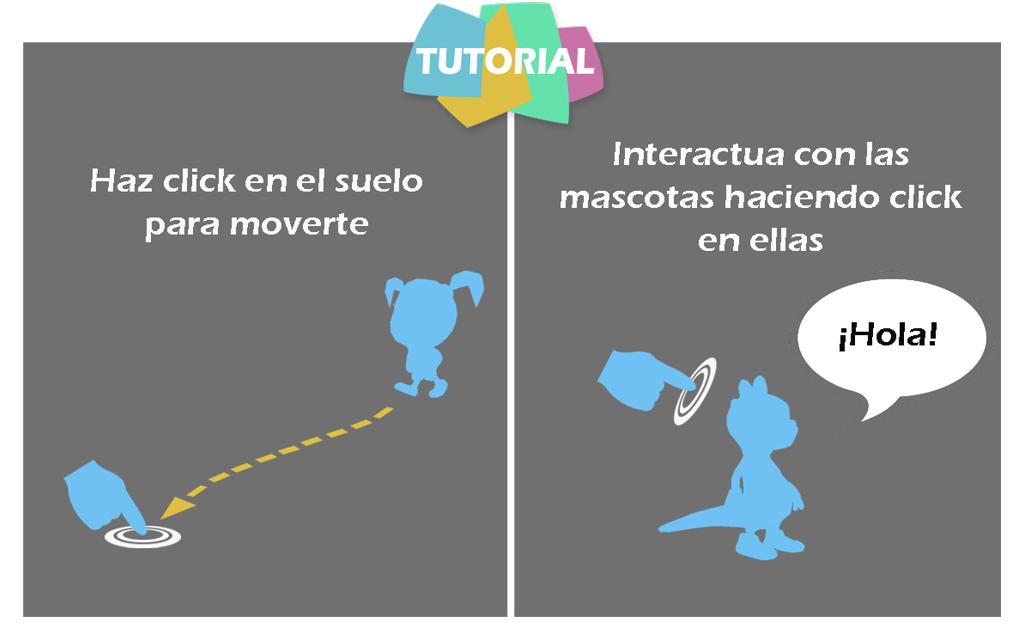 TUTORIAL
Haz click en el suelo
para moverte
Interactua con las
mascotas haciendo click
en ellas
¡Hola!